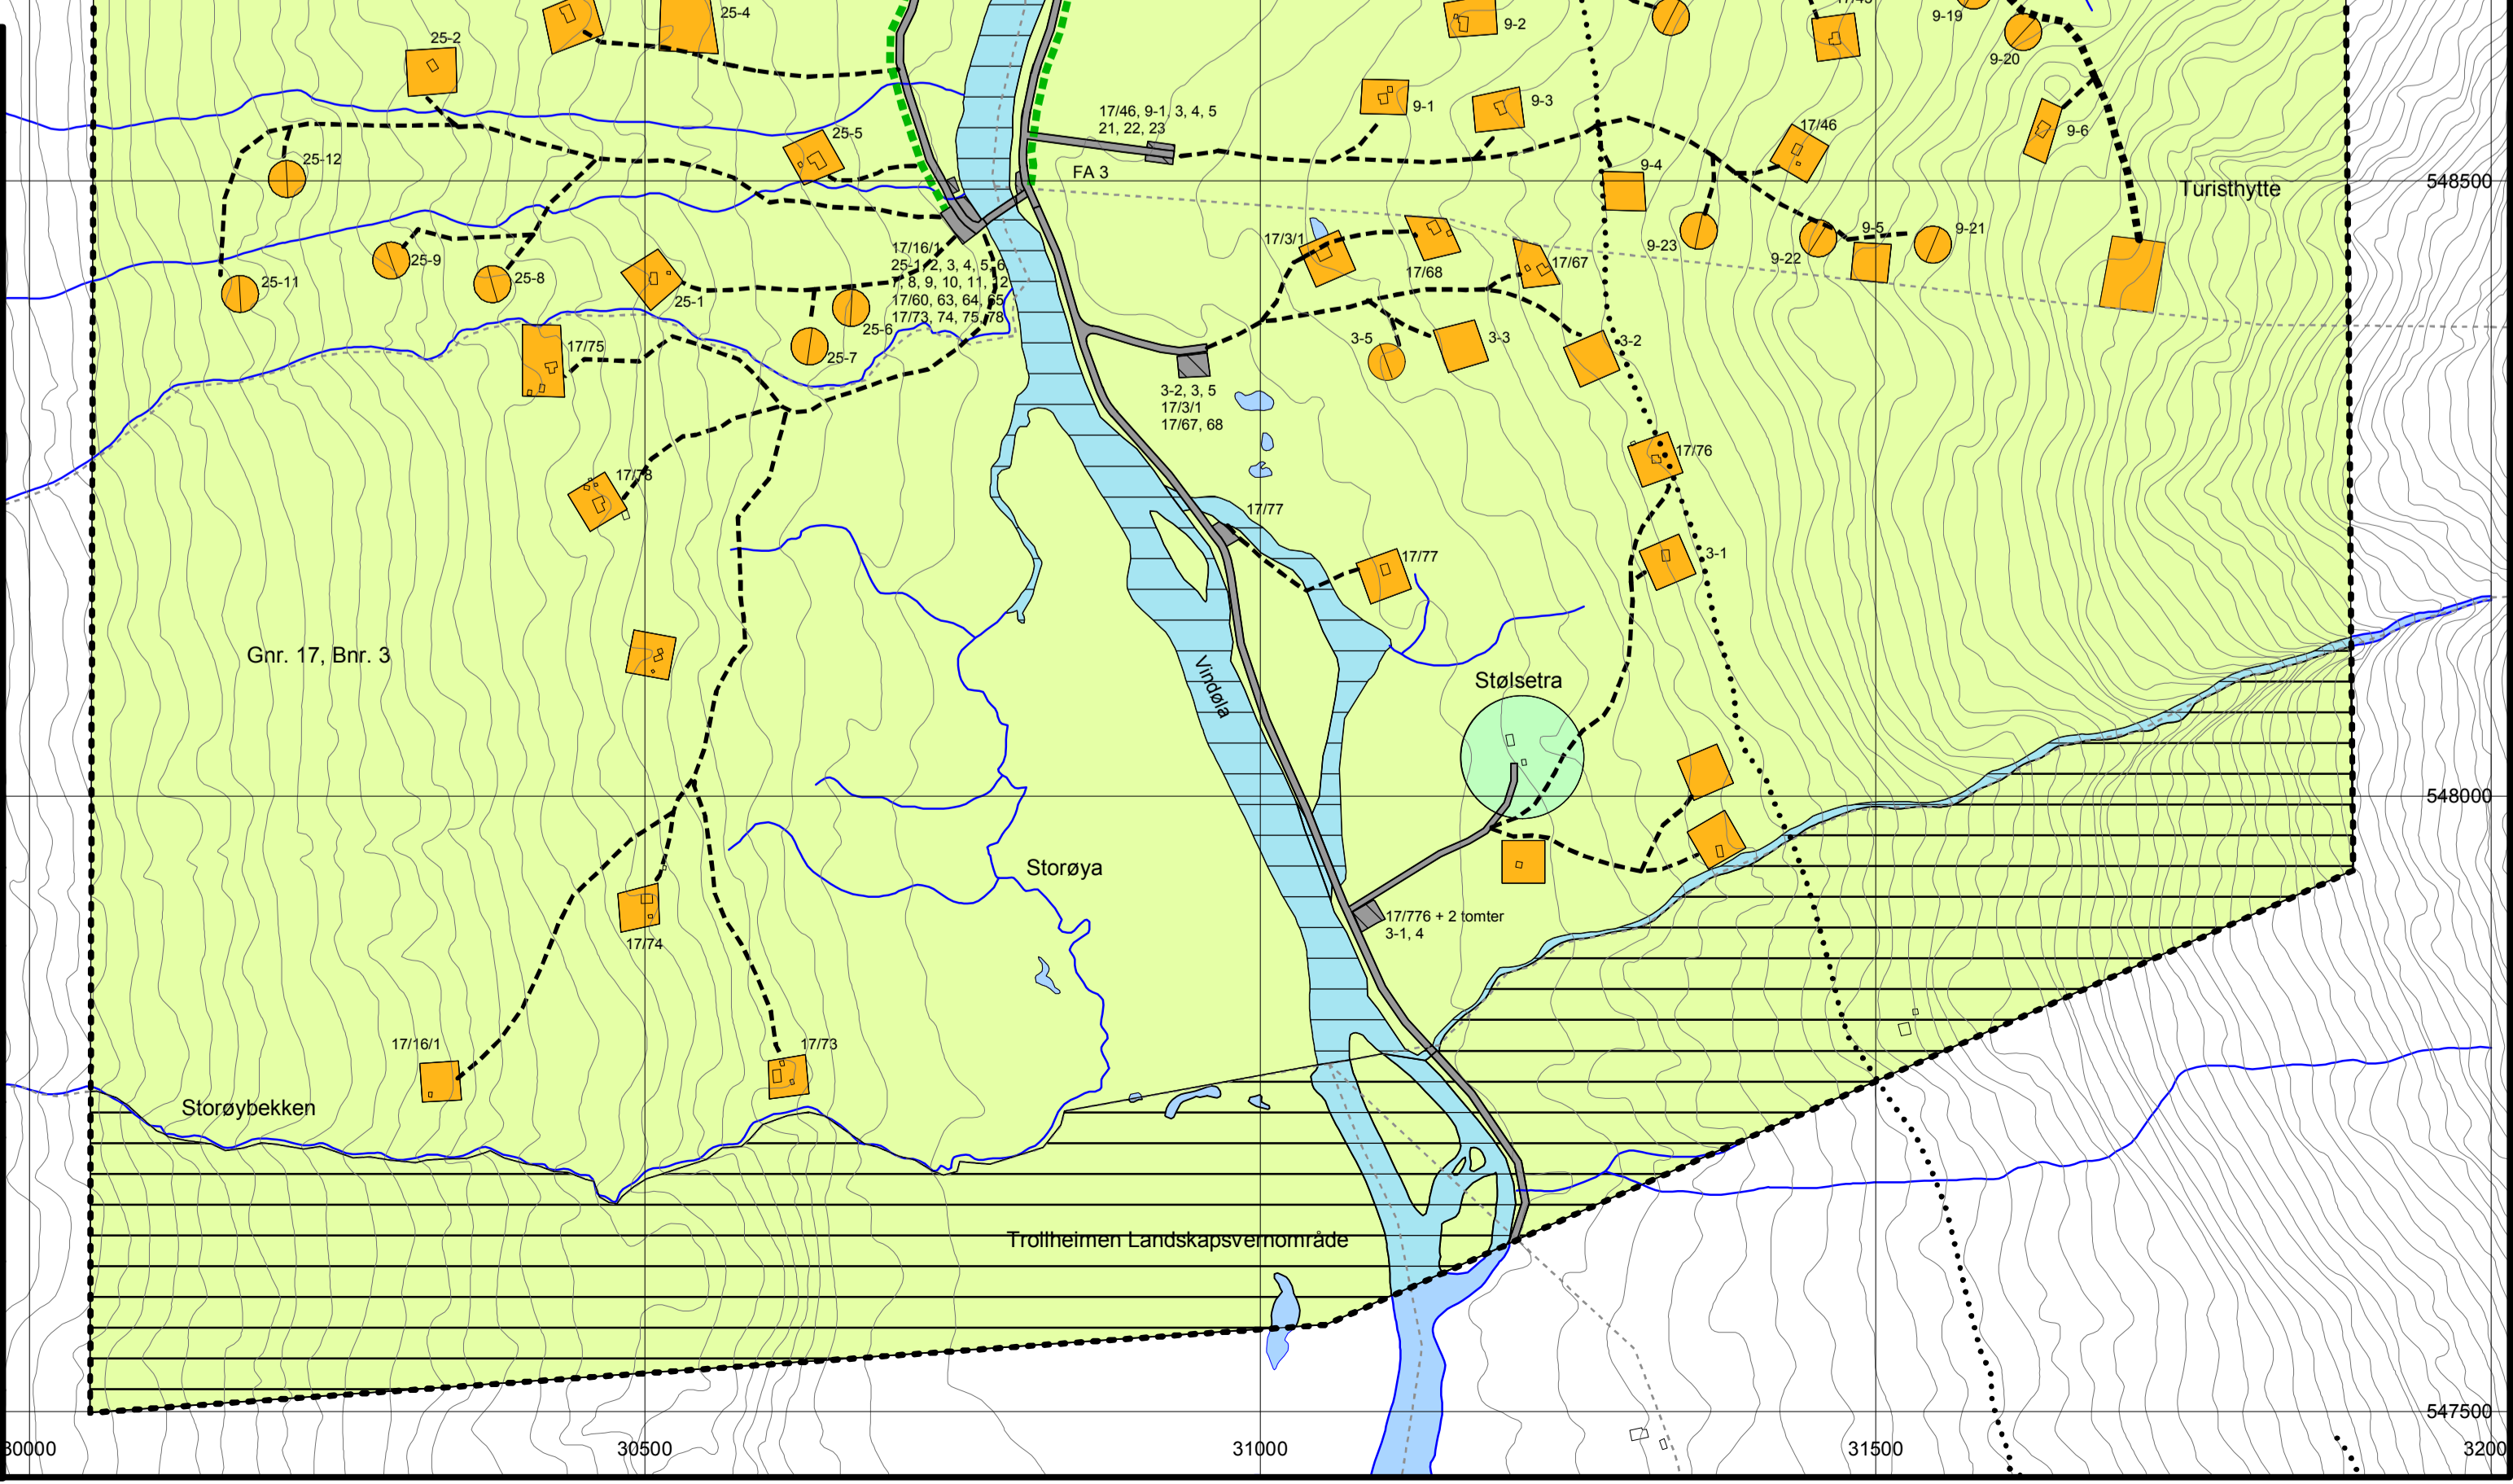 25-4
9-2
9-19
9-20
25-2
17/46, 9-1, 3, 4, 5
21, 22, 23
9-1
9-3
9-6
25-5
17/46
25-12
FA 3
9-4
Turisthytte
548500
17/3/1
17/68
17/67
9-23
9-22
9-5
9-21
25-9
25-8
25-11
25-1
17/16/1
25-1, 2, 3, 4, 5, 6
7, 8, 9, 10, 11, 12
17/60, 63, 64, 65
17/73, 74, 75, 78
25-6
25-7
17/75
3-5
3-3
3-2
3-2, 3, 5
17/3/1
17/67, 68
17/76
17/78
17/77
17/77
3-1
Gnr. 17, Bnr. 3
Vindøla
Stølsetra
548000
Storøya
17/776 + 2 tomter
3-1, 4
17/74
17/16/1
17/73
Storøybekken
Trollheimen Landskapsvernområde
547500
30500
31000
31500